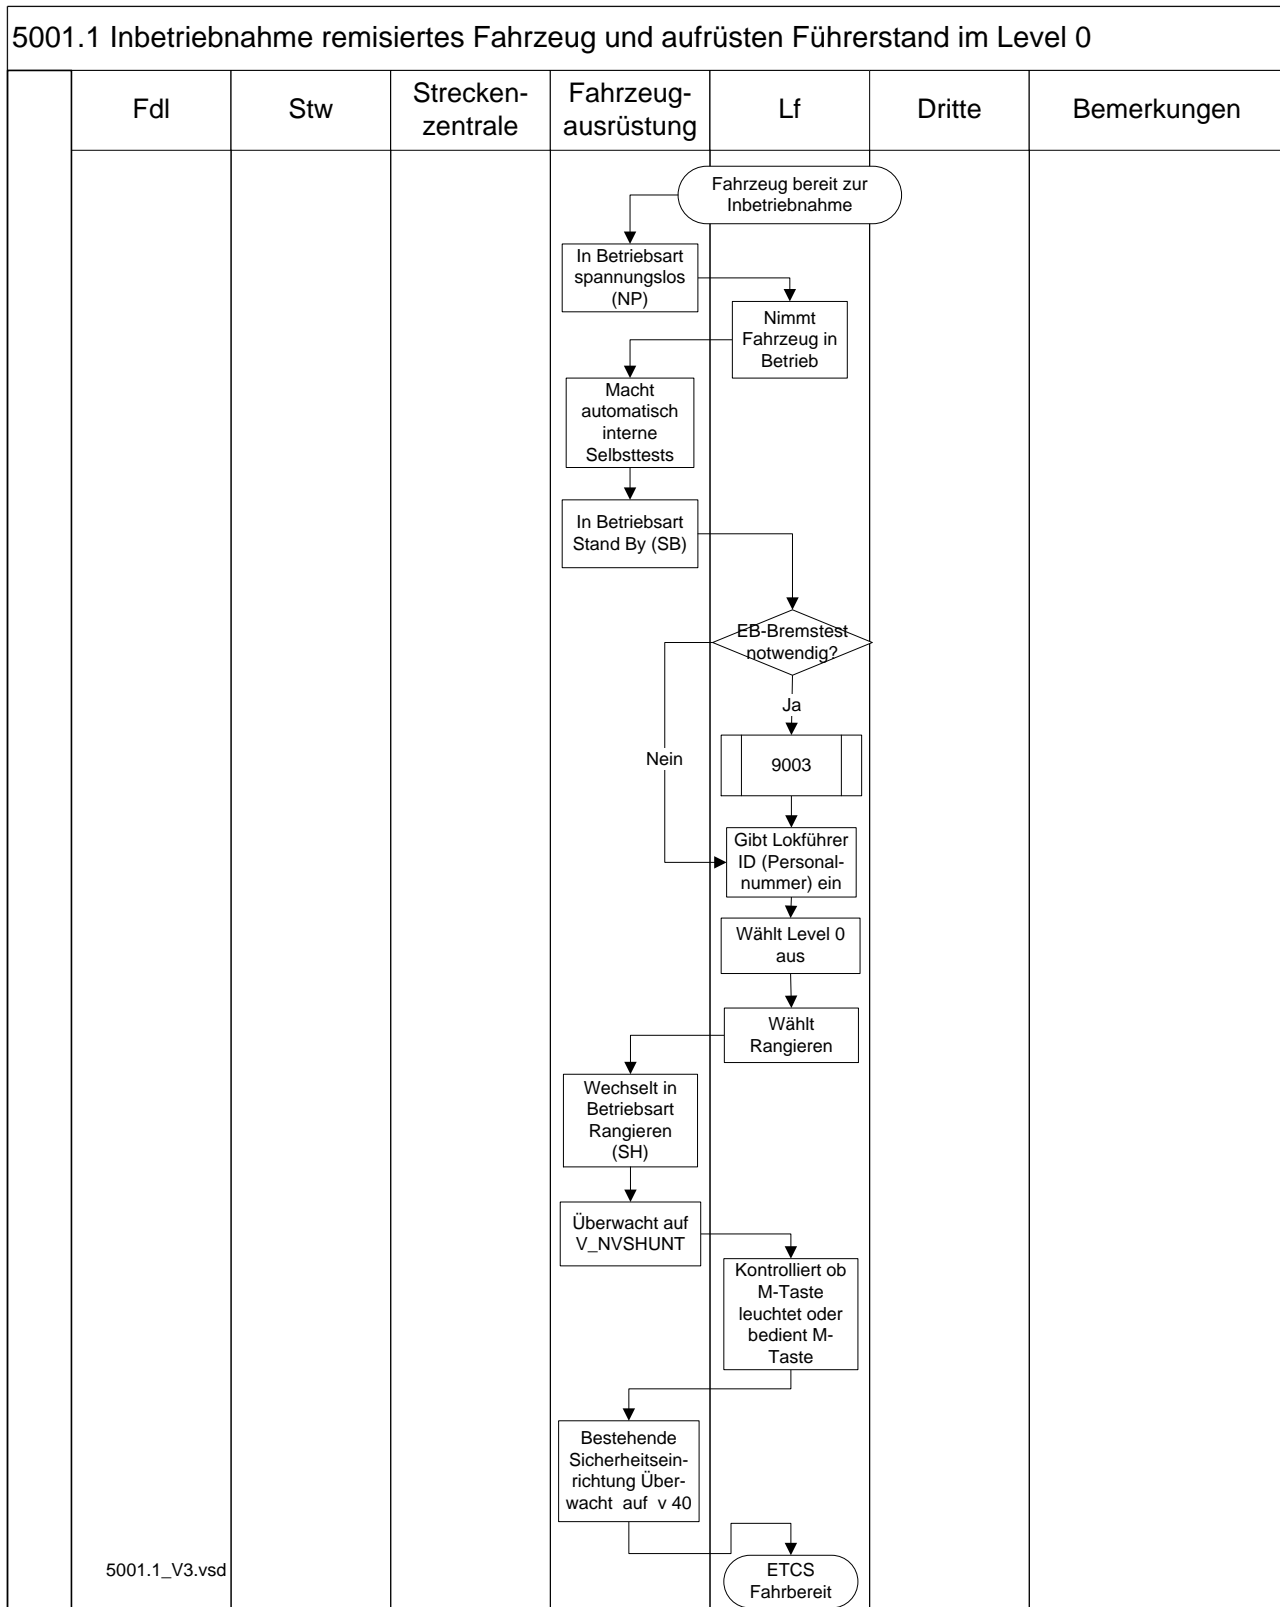 5001.1 Inbetriebnahme remisiertes Fahrzeug und aufrüsten Führerstand im Level 0
Fdl
Stw
Strecken-
zentrale
Fahrzeug-
ausrüstung
Lf
Dritte
Bemerkungen
Fahrzeug bereit zur
Inbetriebnahme
In Betriebsart
spannungslos
(NP)
Nimmt
Fahrzeug in
Betrieb
Macht
automatisch
interne
Selbsttests
In Betriebsart
Stand By (SB)
EB-Bremstest
notwendig?
Ja
Nein
9003
Gibt Lokführer
ID (Personal-
nummer) ein
Wählt Level 0
aus
Wählt
Rangieren
Wechselt in
Betriebsart
Rangieren
(SH)
Überwacht auf
V_NVSHUNT
Kontrolliert ob
M-Taste
leuchtet oder
bedient M-
Taste
Bestehende
Sicherheitsein-
richtung Über-
wacht auf v 40
ETCS
Fahrbereit
5001.1_V3.vsd